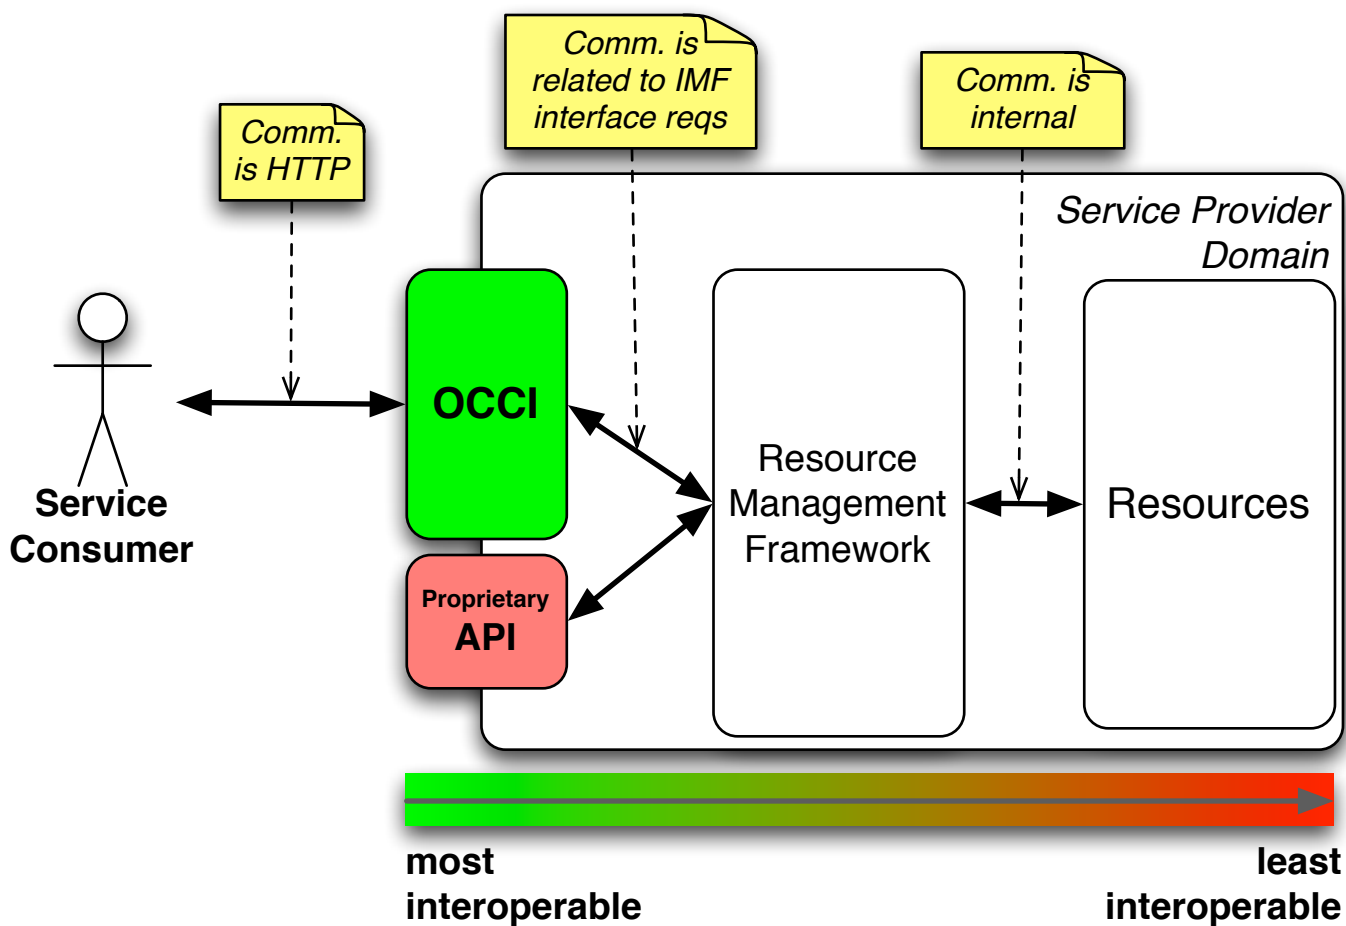 Comm.
is HTTP
Comm. is
related to IMF
interface reqs
Comm. is
internal
Service Provider
Domain
Service
Consumer
OCCI
Proprietary
API
Resource
Management
Framework
Resources
most
interoperable
least
interoperable